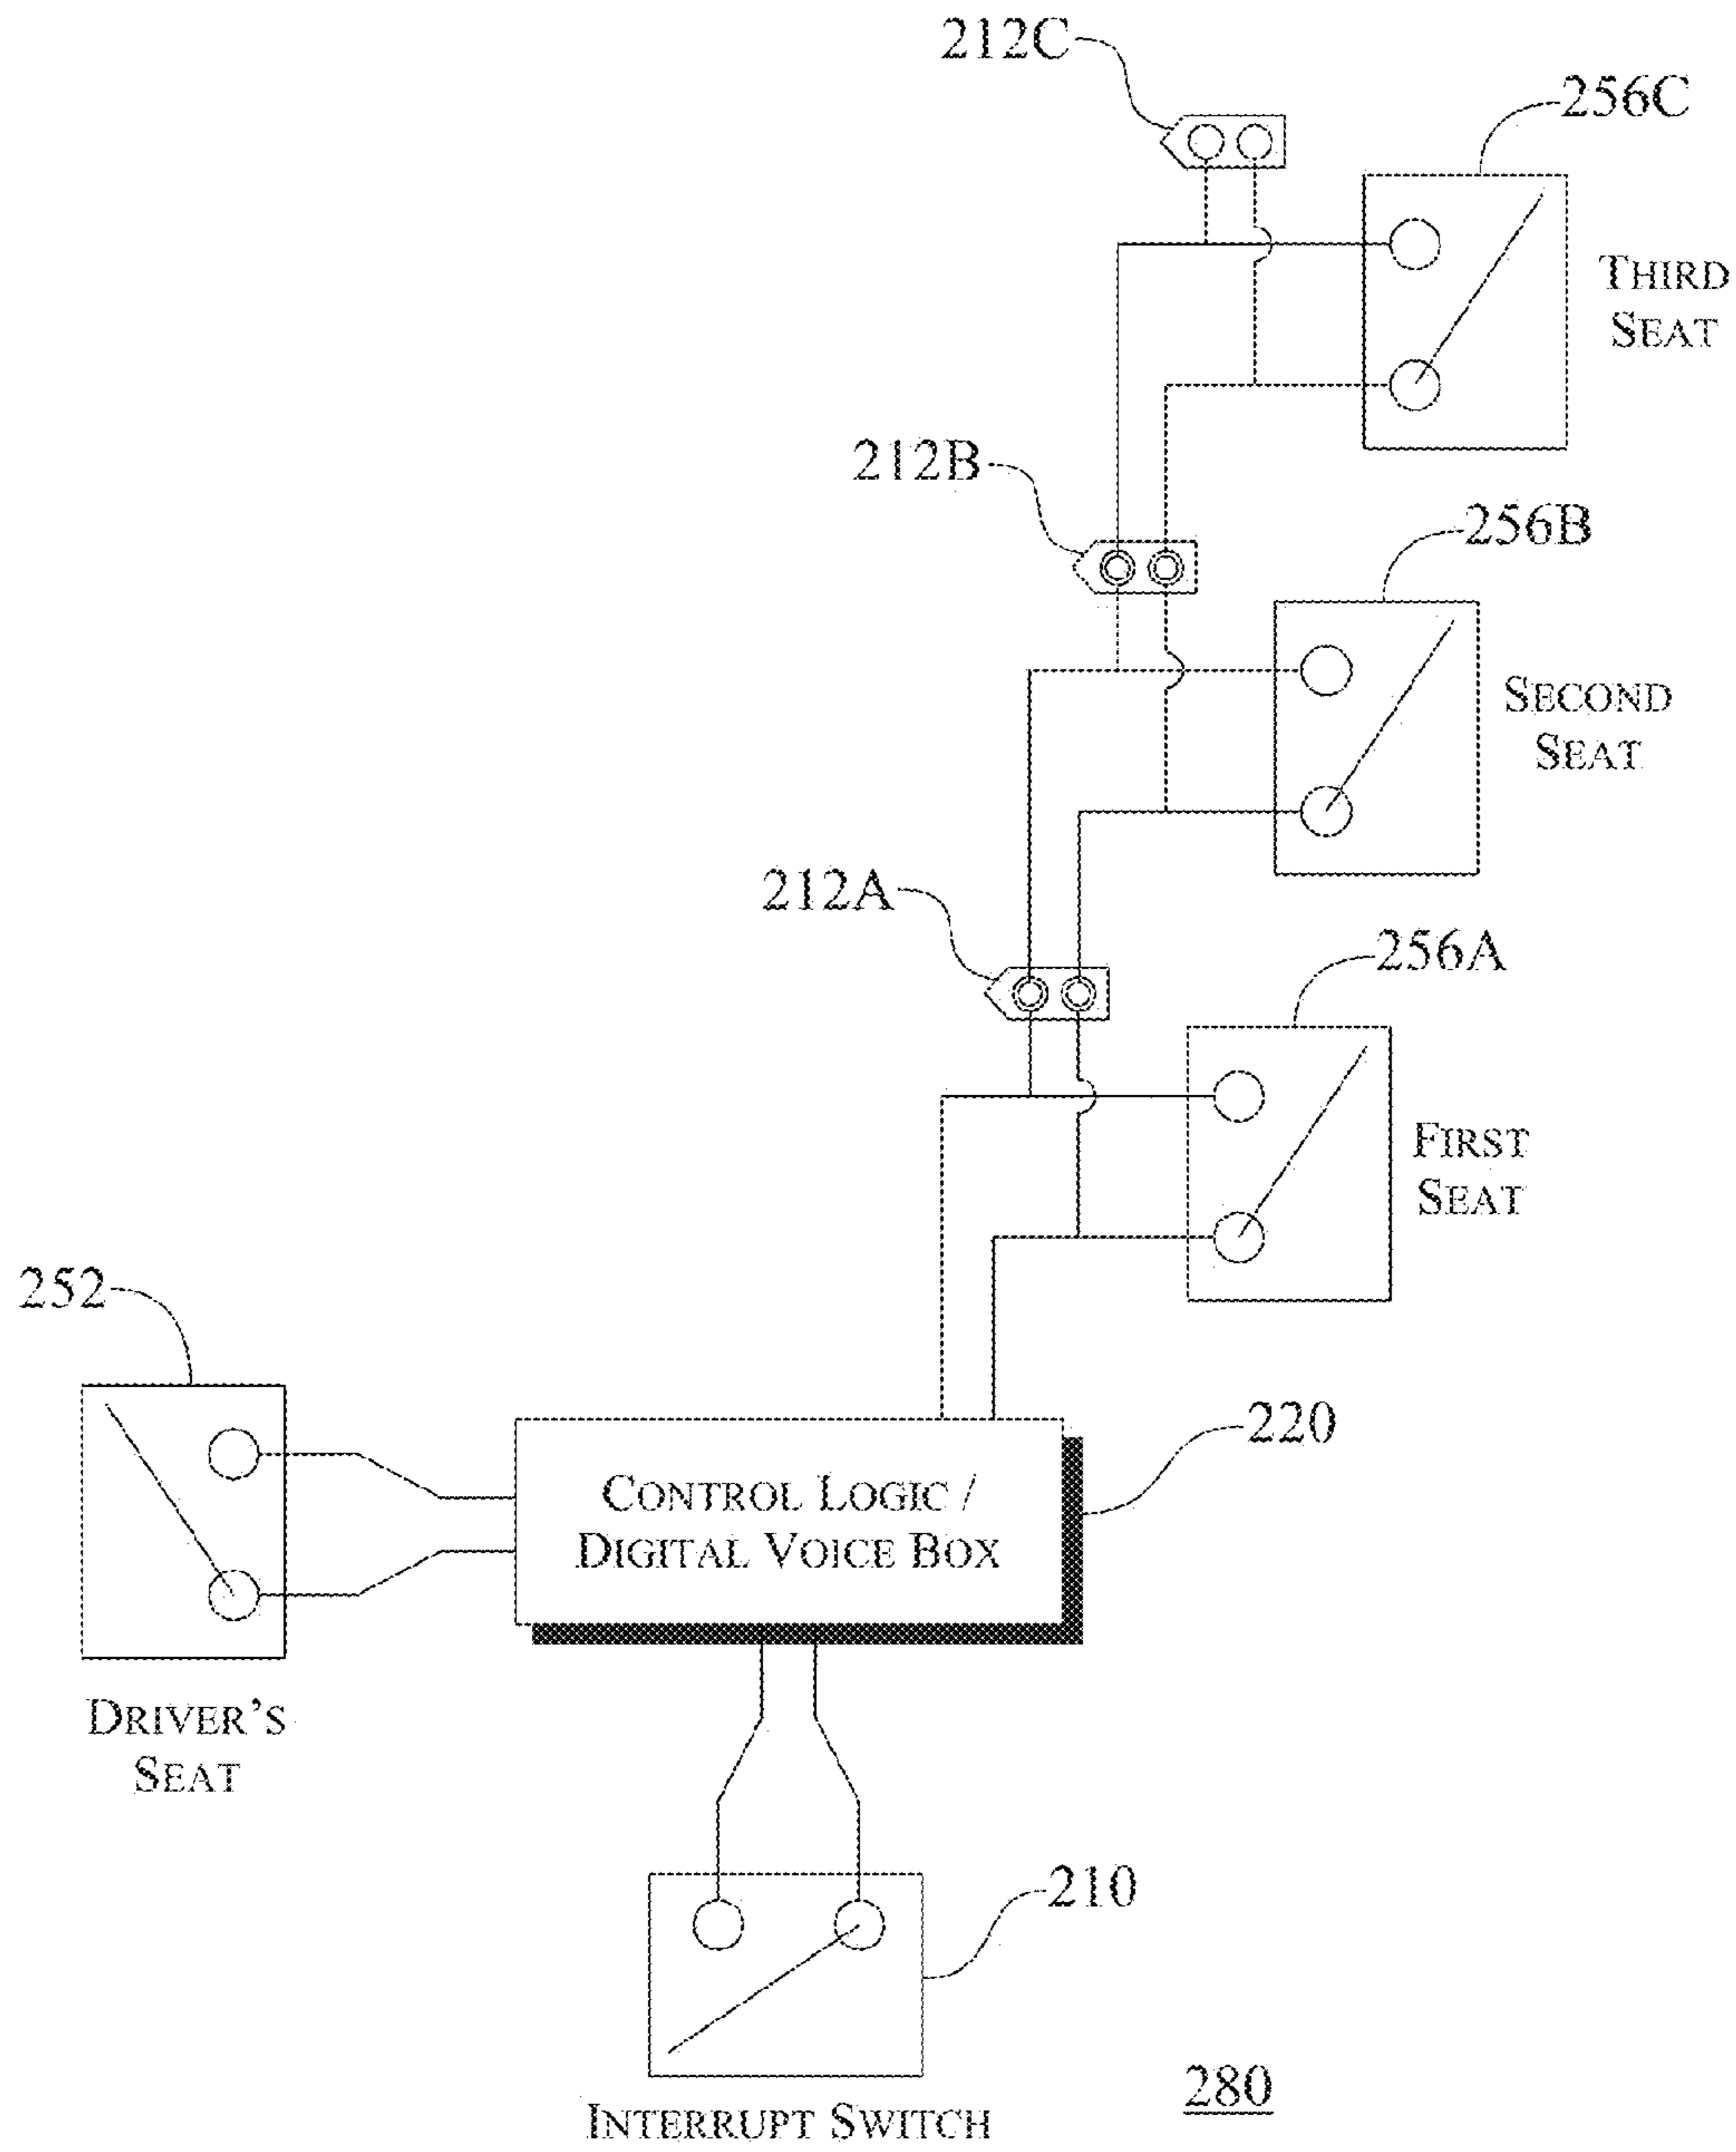 212C
256C
THIRD
SEAT
212B
256B
SECOND
SEAT
212A
256A
FIRST
SEAT
252
220
CONTROL LOGIC /
DIGITAL VOICE BOX
DRIVER'S
SEAT
210
280
INTERRUPT SWITCH